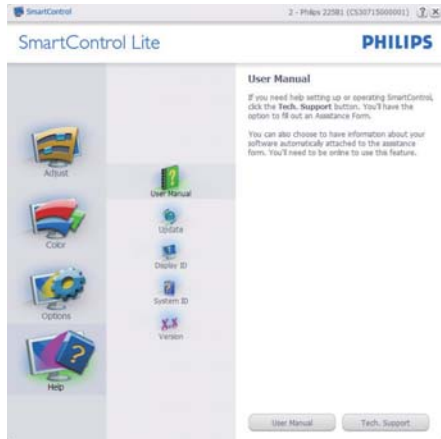 SmartControl
2 - Philips 225B1 (CS30715000001)
? X
SmartControl Lite
PHILIPS
Adjust
Color
Options
Help
User Manual
Update
Display ID
System ID
X.X
Version
User Manual
If you need help setting up or operating SmartControl,
click the Tech. Support button. You'll have the
option to fill out an Assistance Form.
You can also choose to have information about your
software automatically attached to the assistance
form. You'll need to be online to use this feature.
User Manual
Tech. Support